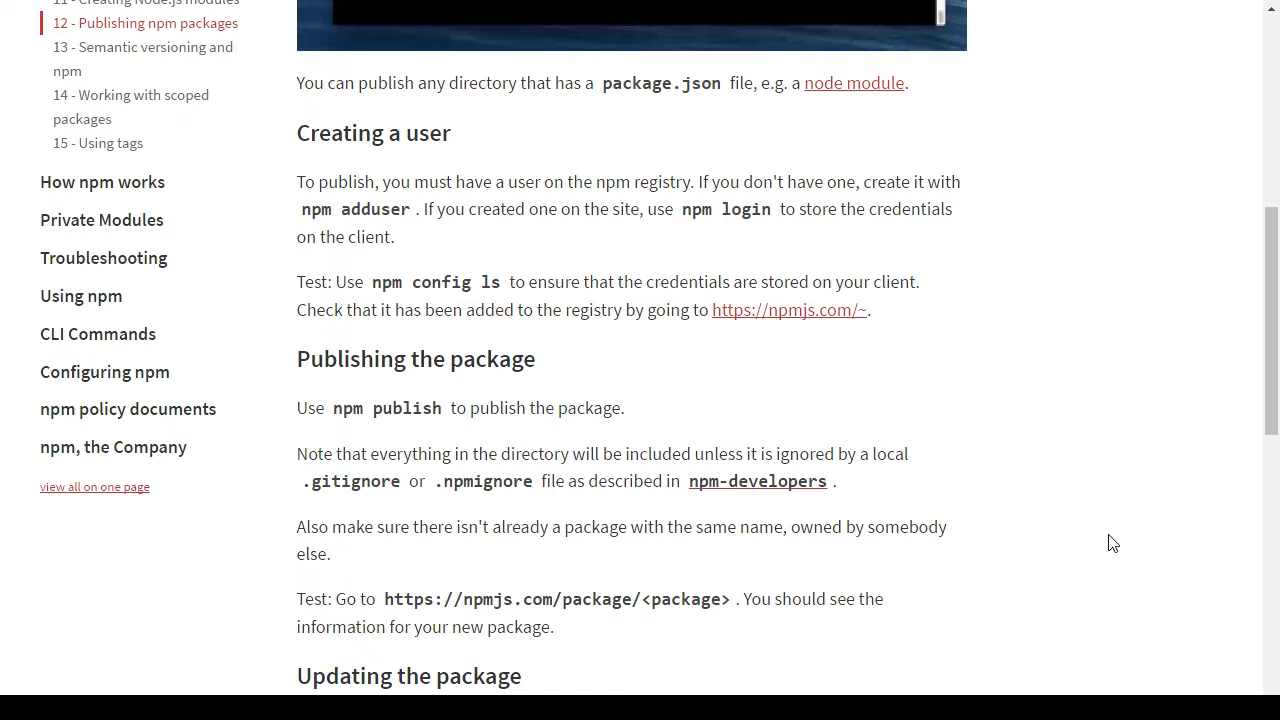 11 - Creating Node.js modules
12 - Publishing npm packages
13 - Semantic versioning and
npm
14 - Working with scoped
packages
15 - Using tags
How npm works
Private Modules
Troubleshooting
Using npm
CLI Commands
Configuring npm
npm policy documents
npm, the Company
view all on one page
You can publish any directory that has a package.json file, e.g. a node module.
Creating a user
To publish, you must have a user on the npm registry. If you don't have one, create it with
npm adduser . If you created one on the site, use npm login to store the credentials
on the client.
Test: Use npm config ls to ensure that the credentials are stored on your client.
Check that it has been added to the registry by going to https://npmjs.com/~.
Publishing the package
Use npm publish to publish the package.
Note that everything in the directory will be included unless it is ignored by a local
.gitignore or .npmignore file as described in npm-developers .
Also make sure there isn't already a package with the same name, owned by somebody
else.
Test: Go to https://npmjs.com/package/<package> . You should see the
information for your new package.
Updating the package